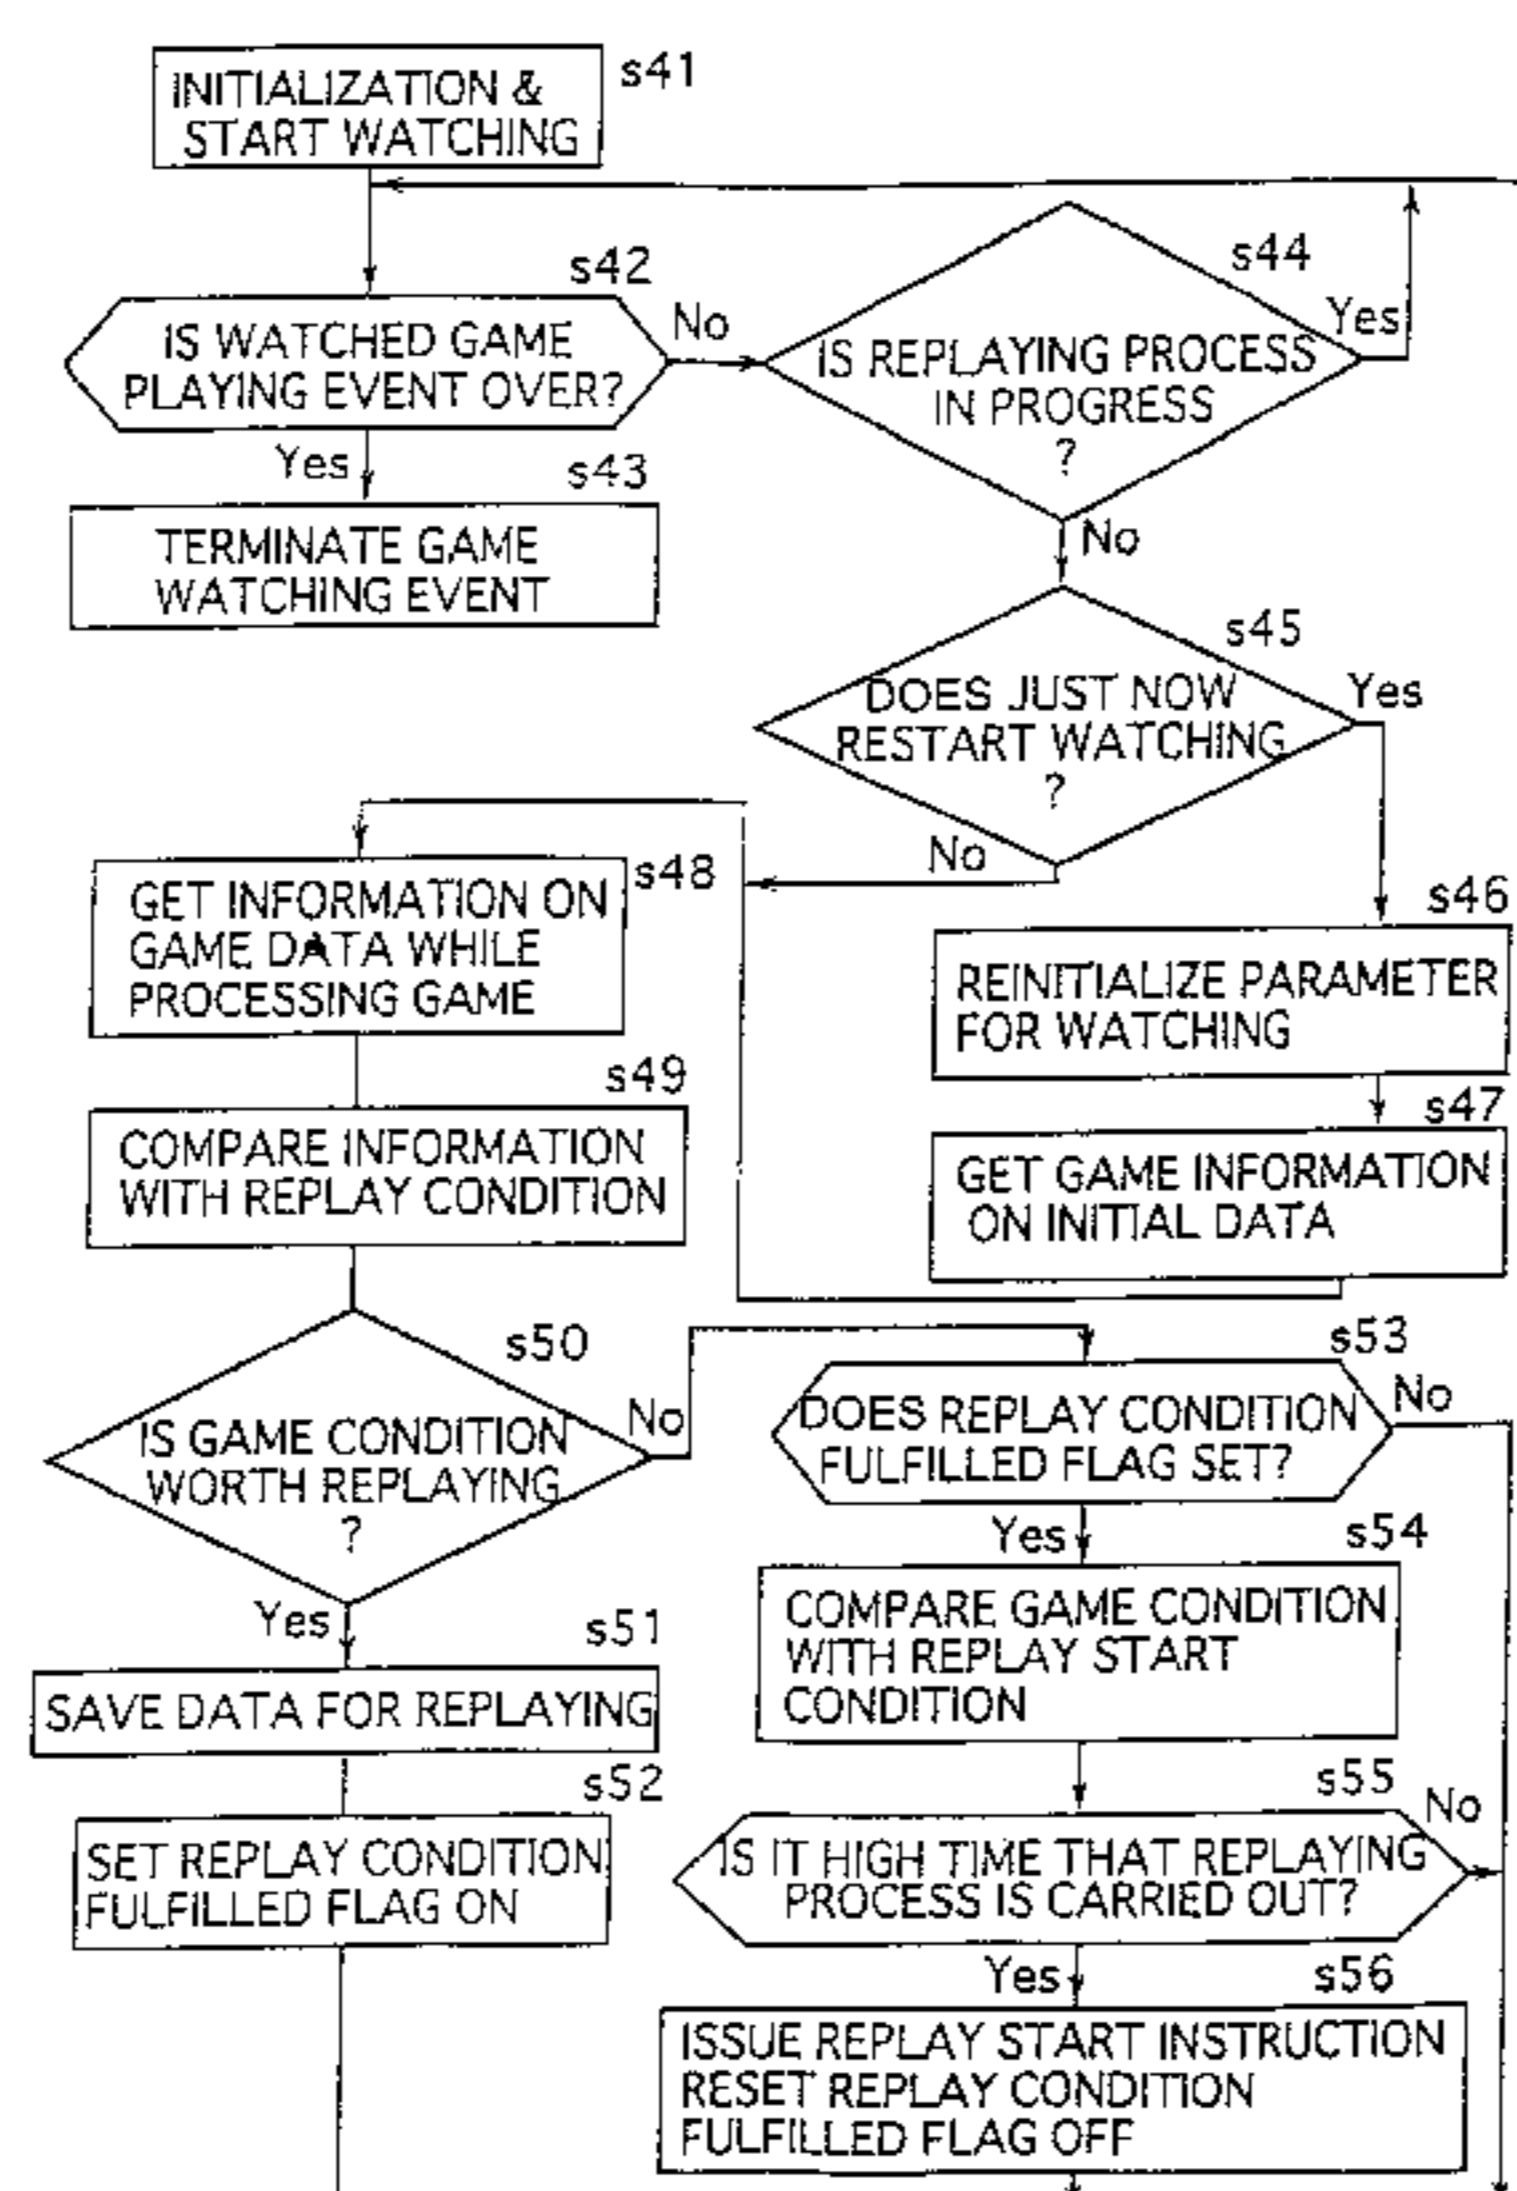 s41
INITIALIZATION &
START WATCHING
s42
IS WATCHED GAME
PLAYING EVENT OVER?
No
Yes
s43
TERMINATE GAME
WATCHING EVENT
s44
IS REPLAYING PROCESS
IN PROGRESS
?
Yes
No
s45
DOES JUST NOW
RESTART WATCHING
?
Yes
No
s46
REINITIALIZE PARAMETER
FOR WATCHING
s47
GET GAME INFORMATION
ON INITIAL DATA
s48
GET INFORMATION ON
GAME DATA WHILE
PROCESSING GAME
s49
COMPARE INFORMATION
WITH REPLAY CONDITION
s50
IS GAME CONDITION
WORTH REPLAYING
?
No
Yes
s51
SAVE DATA FOR REPLAYING
s52
SET REPLAY CONDITION
FULFILLED FLAG ON
s53
DOES REPLAY CONDITION
FULFILLED FLAG SET?
No
Yes
s54
COMPARE GAME CONDITION
WITH REPLAY START
CONDITION
s55
IS IT HIGH TIME THAT REPLAYING
PROCESS IS CARRIED OUT?
No
Yes
s56
ISSUE REPLAY START INSTRUCTION
RESET REPLAY CONDITION
FULFILLED FLAG OFF